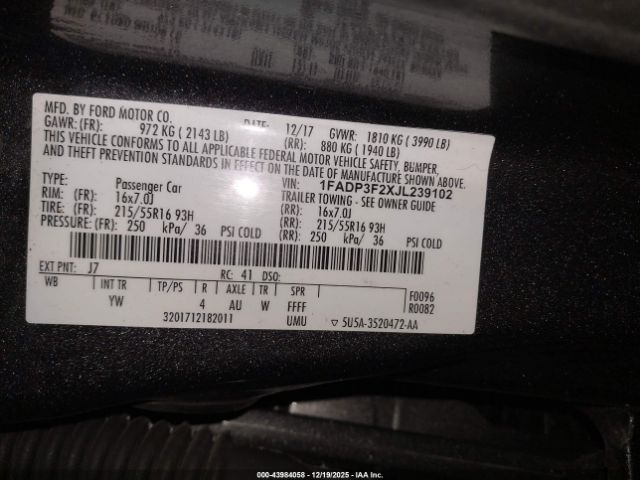 MFD. BY FORD MOTOR CO.
DATE: 12/17 GVWR: 1810 KG ( 3990 LB)
GAWR: (FR): 972 KG ( 2143 LB) (RR): 880 KG ( 1940 LB)
THIS VEHICLE CONFORMS TO ALL APPLICABLE FEDERAL MOTOR VEHICLE SAFETY, BUMPER,
AND THEFT PREVENTION STANDARDS IN EFFECT ON THE DATE OF MANUFACTURE SHOWN ABOVE.
VIN: 1FADP3F2XJL239102
TYPE: Passenger Car TRAILER TOWING - SEE OWNER GUIDE
RIM: (FR): 16x7.0J (RR): 16x7.0J
TIRES: (FR): 215/55R16 93H (RR): 215/55R16 93H
PRESSURE: (FR): 250 kPa/ 36 PSI COLD (RR): 250 kPa/ 36 PSI COLD
EXT PNT: J7 RC: 41 DSO:
WB INT TR TP/PS R AXLE TR SPR F0096
YW 4 AU W FFFF R0082
3201712182011 UMU ▽ 5U5A-3520472-AA
000-43984058 - 12/19/2025 - IAA Inc.